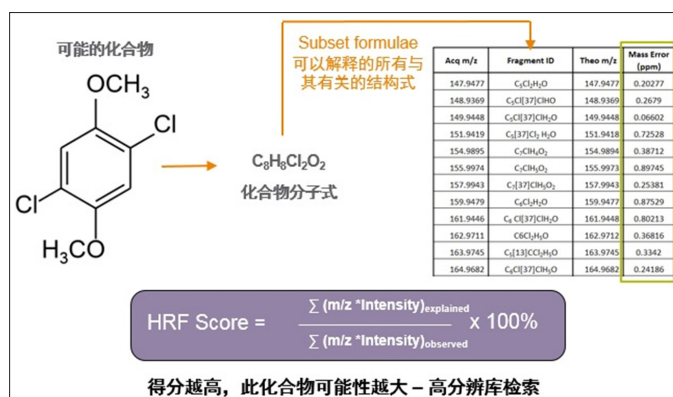 可能的化合物
OCH₃
Cl
Cl
H₃CO
C₈H₈Cl₂O₂
化合物分子式
Subset formulae
可以解释的所有与
其有关的结构式
Acq m/z Fragment ID Theo m/z Mass Error (ppm)
147.9477 C₅Cl₂H₂O 147.9477 0.20277
148.9369 C₅Cl[37]ClHO 148.9369 0.2679
149.9448 C₅Cl[37]ClH₂O 149.9448 0.06602
151.9419 C₅[37]Cl₂ H₂O 151.9418 0.72528
154.9895 C₇ClH₄O₂ 154.9894 0.38712
155.9974 C₇ClH₅O₂ 155.9973 0.89745
157.9943 C₇[37]ClH₅O₂ 157.9943 0.25381
159.9479 C₆Cl₂H₂O 159.9477 0.87529
161.9446 C₆ Cl[37]ClH₂O 161.9448 0.80213
162.9711 C6Cl₂H₅O 162.9712 0.36816
163.9745 C₅[13]CCl₂H₅O 163.9745 0.3342
164.9682 C₆Cl[37]ClH₅O 164.9682 0.24186
HRF Score = ∑ (m/z *Intensity)explained / ∑ (m/z *Intensity)observed x 100%
得分越高，此化合物可能性越大 – 高分辨库检索